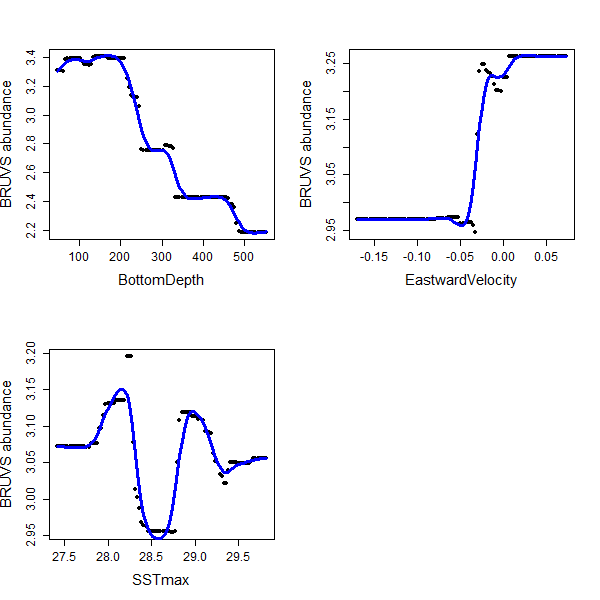 BRUVS abundance
2.2 2.4 2.6 2.8 3.0 3.2 3.4
100 200 300 400 500
BottomDepth
BRUVS abundance
2.95 3.05 3.15 3.25
-0.15 -0.10 -0.05 0.00 0.05
EastwardVelocity
BRUVS abundance
2.95 3.00 3.05 3.10 3.15 3.20
27.5 28.0 28.5 29.0 29.5
SSTmax